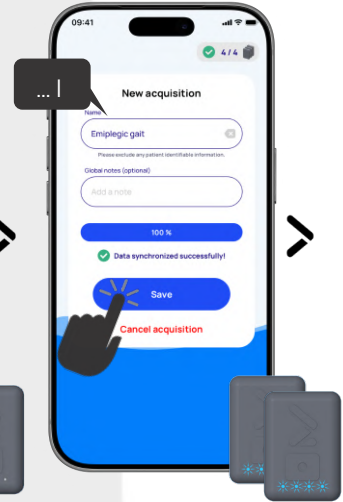 09:41
4/4
... |
New acquisition
Name
Emiplegic gait
Please exclude any patient identifiable information.
Global notes (optional)
Add a note
100 %
Data synchronized successfully!
Save
Cancel acquisition